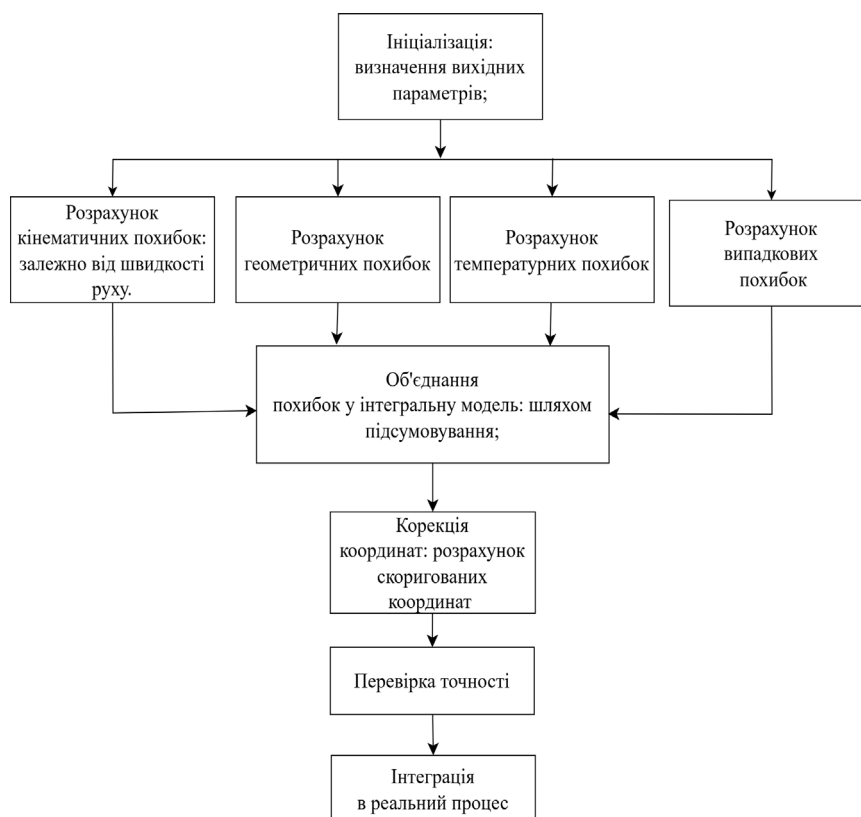 Ініціалізація:
визначення вихідних
параметрів;
Розрахунок
кінематичних похибок:
залежно від швидкості
руху.
Розрахунок
геометричних похибок
Розрахунок
температурних похибок
Розрахунок
випадкових
похибок
Об'єднання
похибок у інтегральну модель: шляхом
підсумовування;
Корекція
координат: розрахунок
скоригованих
координат
Перевірка точності
Інтеграція
в реальний процес